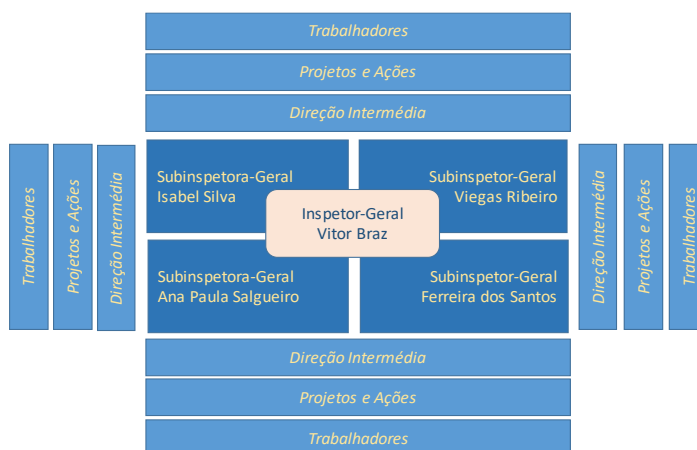 Trabalhadores
Projetos e Ações
Direção Intermédia
Trabalhadores
Projetos e Ações
Direção Intermédia
Subinspetora-Geral
Isabel Silva
Subinspetor-Geral
Viegas Ribeiro
Inspetor-Geral
Vitor Braz
Subinspetora-Geral
Ana Paula Salgueiro
Subinspetor-Geral
Ferreira dos Santos
Direção Intermédia
Projetos e Ações
Trabalhadores
Direção Intermédia
Projetos e Ações
Trabalhadores